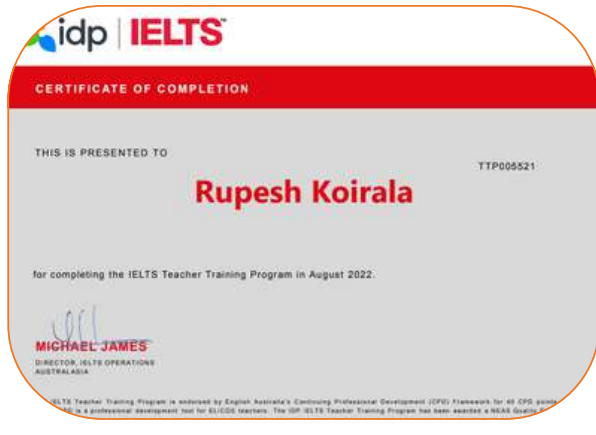 idp | IELTS™
CERTIFICATE OF COMPLETION
THIS IS PRESENTED TO
TTP005521
Rupesh Koirala
for completing the IELTS Teacher Training Program in August 2022.
MICHAEL JAMES
DIRECTOR, IELTS OPERATIONS
AUSTRALASIA
IELTS Teacher Training Program is endorsed by English Australia's Continuing Professional Development (CPD) Framework for 40 CPD points
is a professional development tool for ELICOS teachers. The IDP IELTS Teacher Training Program has been awarded a NEAS Quality